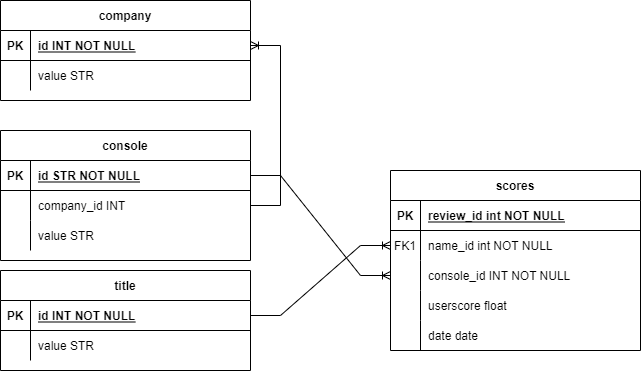 company
PK id INT NOT NULL
value STR
console
PK id STR NOT NULL
company_id INT
value STR
title
PK id INT NOT NULL
value STR
scores
PK review_id int NOT NULL
FK1 name_id int NOT NULL
console_id INT NOT NULL
userscore float
date date